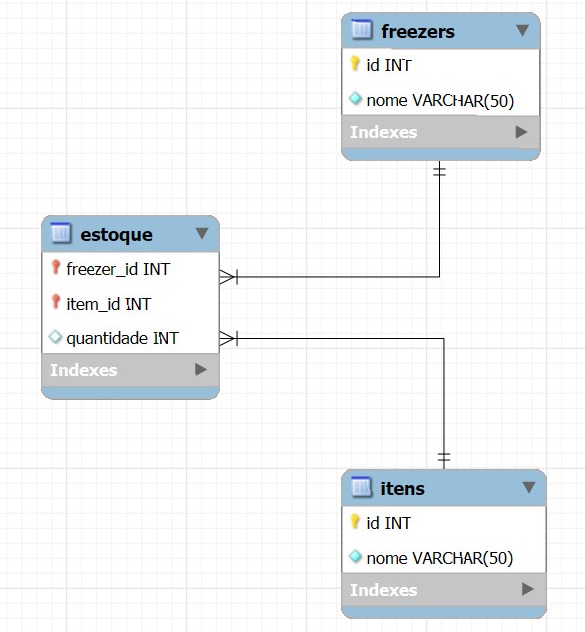 freezers
id INT
nome VARCHAR(50)
Indexes
estoque
freezer_id INT
item_id INT
quantidade INT
Indexes
itens
id INT
nome VARCHAR(50)
Indexes